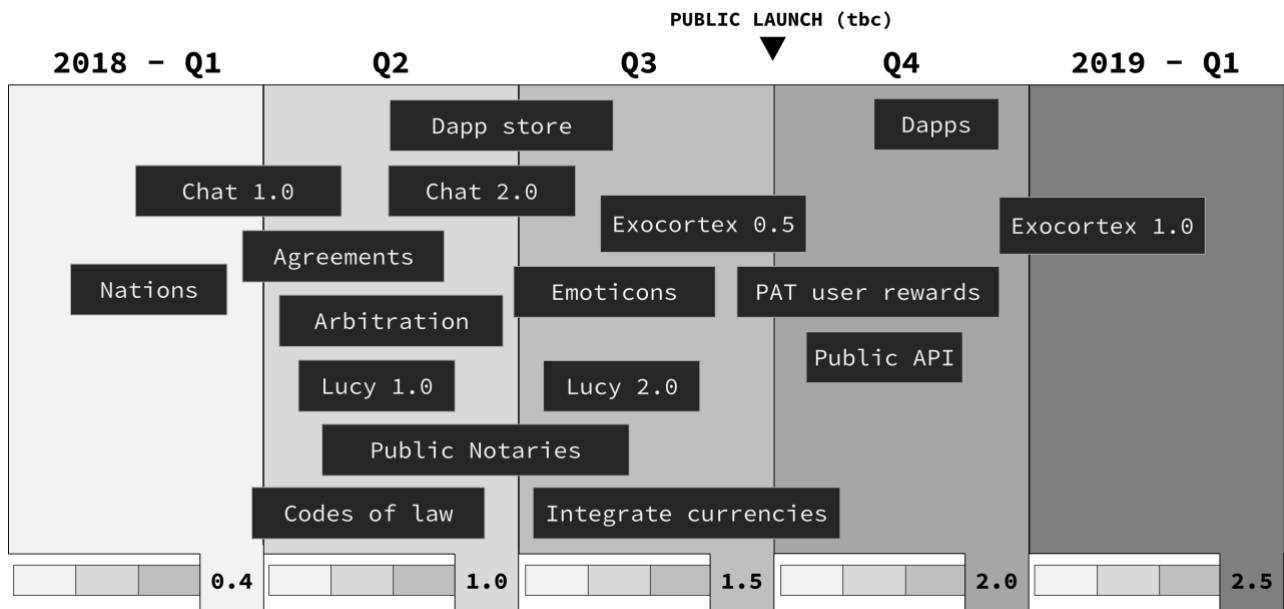 PUBLIC LAUNCH (tbc)
2018 - Q1
Q2
Q3
Q4
2019 - Q1
Dapp store
Dapps
Chat 1.0
Chat 2.0
Exocortex 0.5
Exocortex 1.0
Agreements
Nations
Emoticons
PAT user rewards
Arbitration
Public API
Lucy 1.0
Lucy 2.0
Public Notaries
Codes of law
Integrate currencies
0.4
1.0
1.5
2.0
2.5